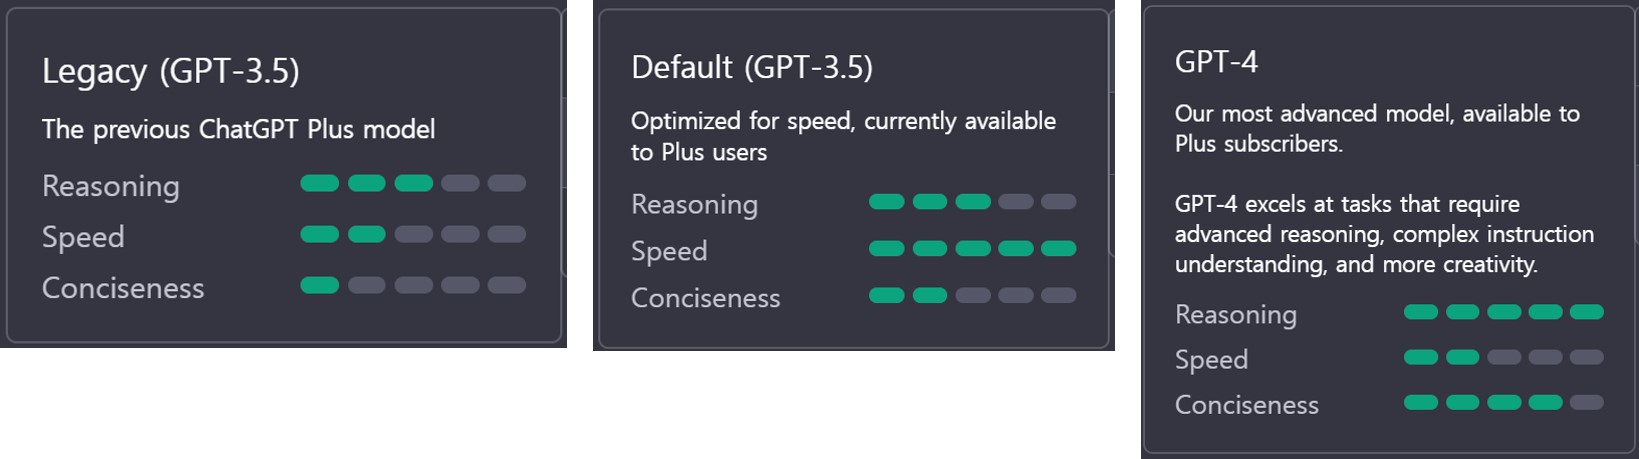 Legacy (GPT-3.5)
The previous ChatGPT Plus model
Reasoning
Speed
Conciseness
Default (GPT-3.5)
Optimized for speed, currently available
to Plus users
Reasoning
Speed
Conciseness
GPT-4
Our most advanced model, available to
Plus subscribers.
GPT-4 excels at tasks that require
advanced reasoning, complex instruction
understanding, and more creativity.
Reasoning
Speed
Conciseness